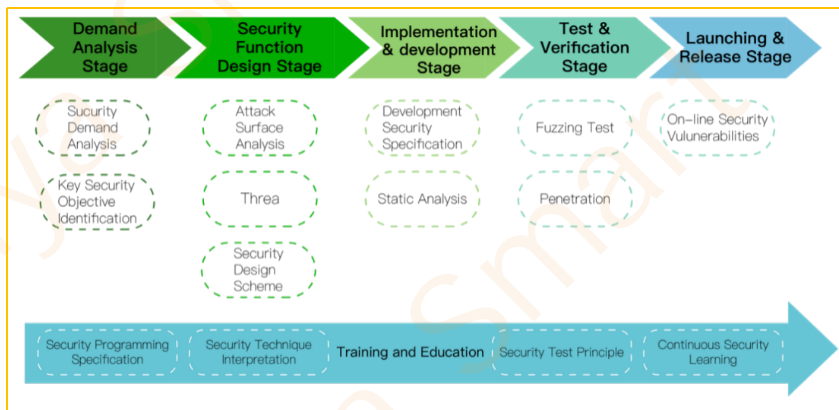 Demand
Analysis
Stage
Security
Function
Design Stage
Implementation
& development
Stage
Test &
Verification
Stage
Launching &
Release Stage
Sucurity
Demand
Analysis
Key Security
Objective
Identification
Attack
Surface
Analysis
Threa
Security
Design
Scheme
Development
Security
Specification
Static Analysis
Fuzzing Test
Penetration
On-line Security
Vulunerabilities
Security Programming
Specification
Security Technique
Interpretation
Training and Education
Security Test Principle
Continuous Security
Learning